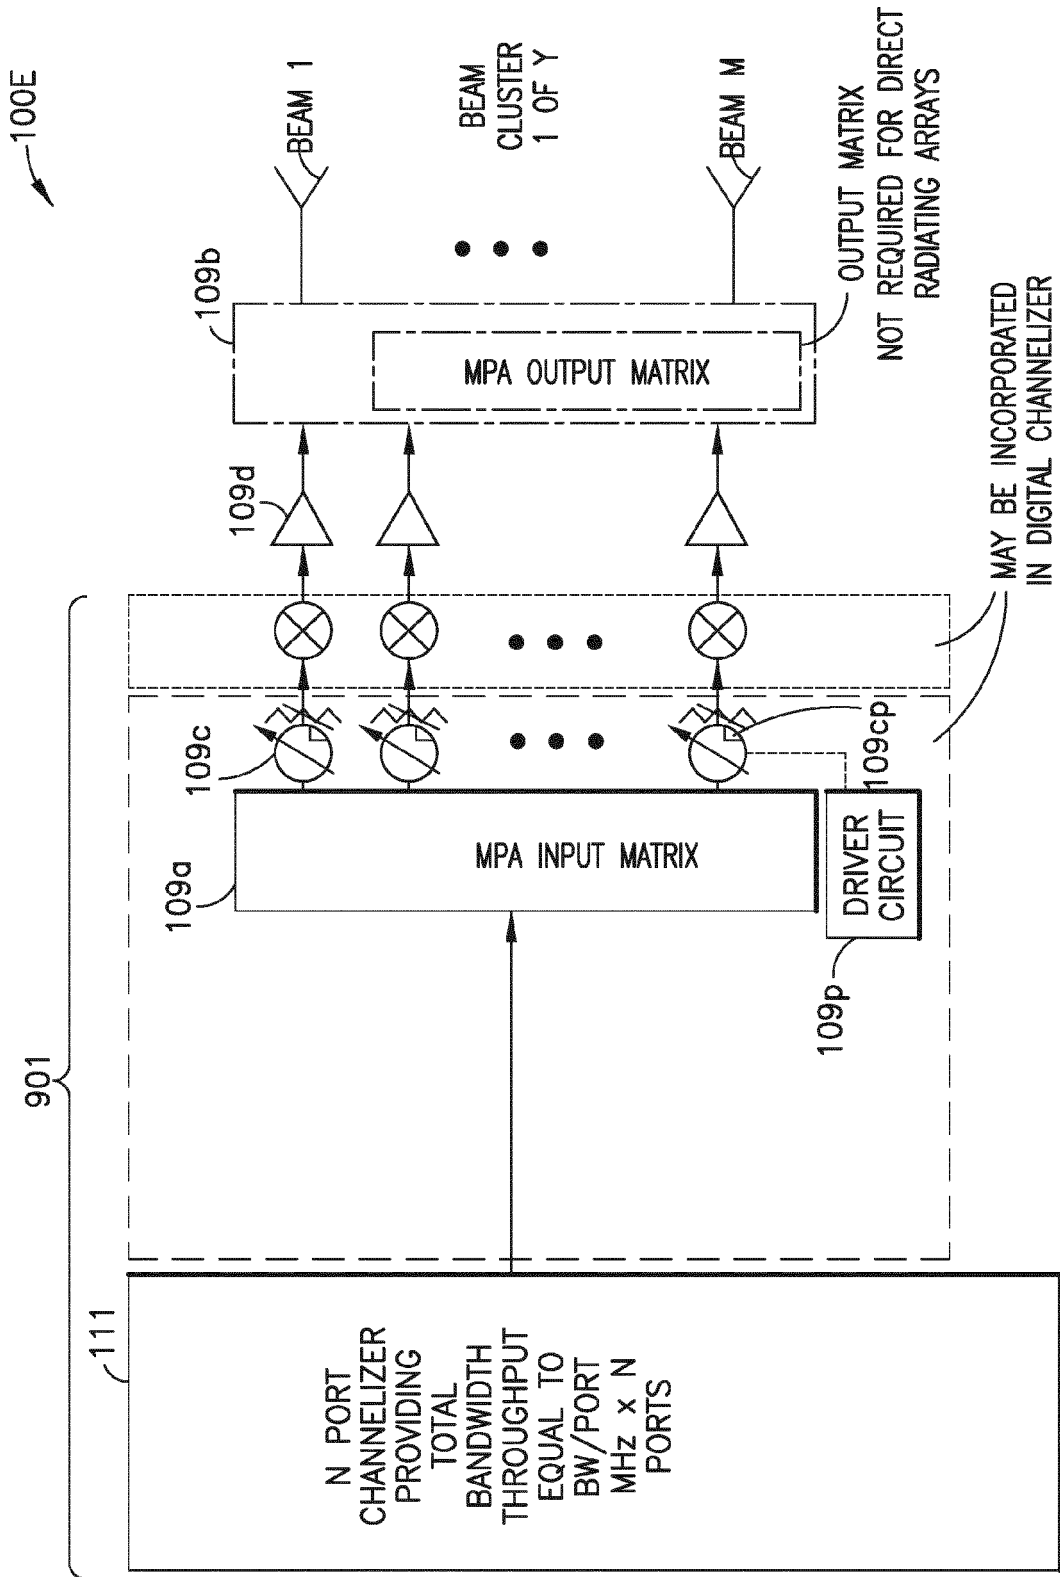 100E
901
111
N PORT
CHANNELIZER
PROVIDING
TOTAL
BANDWIDTH
THROUGHPUT
EQUAL TO
BW/PORT
MHz x N
PORTS
109a
MPA INPUT MATRIX
109c
109cp
DRIVER
CIRCUIT
109p
109d
109b
MPA OUTPUT MATRIX
BEAM 1
BEAM
CLUSTER
1 OF Y
BEAM M
OUTPUT MATRIX
NOT REQUIRED FOR DIRECT
RADIATING ARRAYS
MAY BE INCORPORATED
IN DIGITAL CHANNELIZER